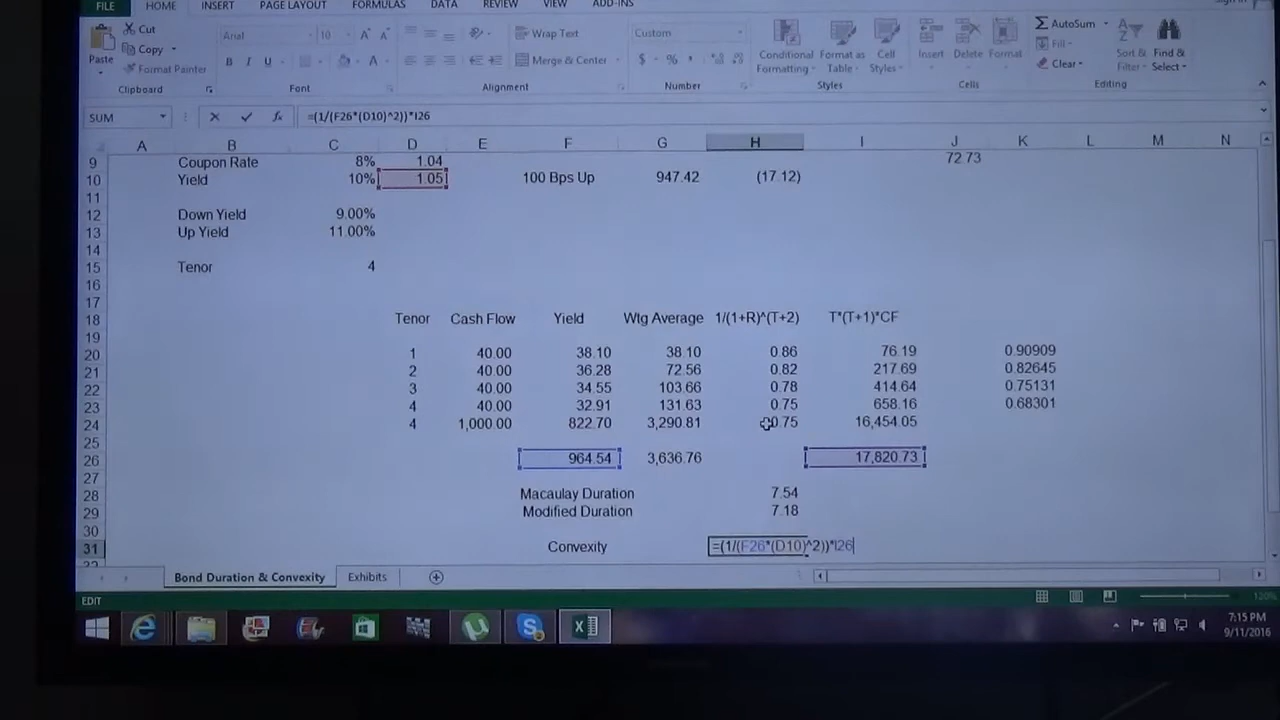 FILE HOME INSERT PAGE LAYOUT FORMULAS DATA REVIEW VIEW ADD-INS
Cut
Copy
Format Painter
Paste
Clipboard
Arial 10
B I U
Font
Wrap Text
Merge & Center
Alignment
Custom
$ % ,
Number
Conditional Formatting
Format as Table
Cell Styles
Styles
Insert Delete Format
Cells
AutoSum
Fill
Clear
Sort & Filter
Find & Select
Editing
SUM fx =(1/(F26*(D10)^2))*I26
A B C D E F G H I J K L M N
9 Coupon Rate 8% 1.04 72.73
10 Yield 10% 1.05 100 Bps Up 947.42 (17.12)
11
12 Down Yield 9.00%
13 Up Yield 11.00%
14
15 Tenor 4
16
17
18 Tenor Cash Flow Yield Wtg Average 1/(1+R)^(T+2) T*(T+1)*CF
19
20 1 40.00 38.10 38.10 0.86 76.19 0.90909
21 2 40.00 36.28 72.56 0.82 217.69 0.82645
22 3 40.00 34.55 103.66 0.78 414.64 0.75131
23 4 40.00 32.91 131.63 0.75 658.16 0.68301
24 4 1,000.00 822.70 3,290.81 0.75 16,454.05
25
26 964.54 3,636.76 17,820.73
27
28 Macaulay Duration 7.54
29 Modified Duration 7.18
30
31 Convexity =(1/(F26*(D10)^2))*I26
Bond Duration & Convexity Exhibits
EDIT 120%
7:15 PM
9/11/2016